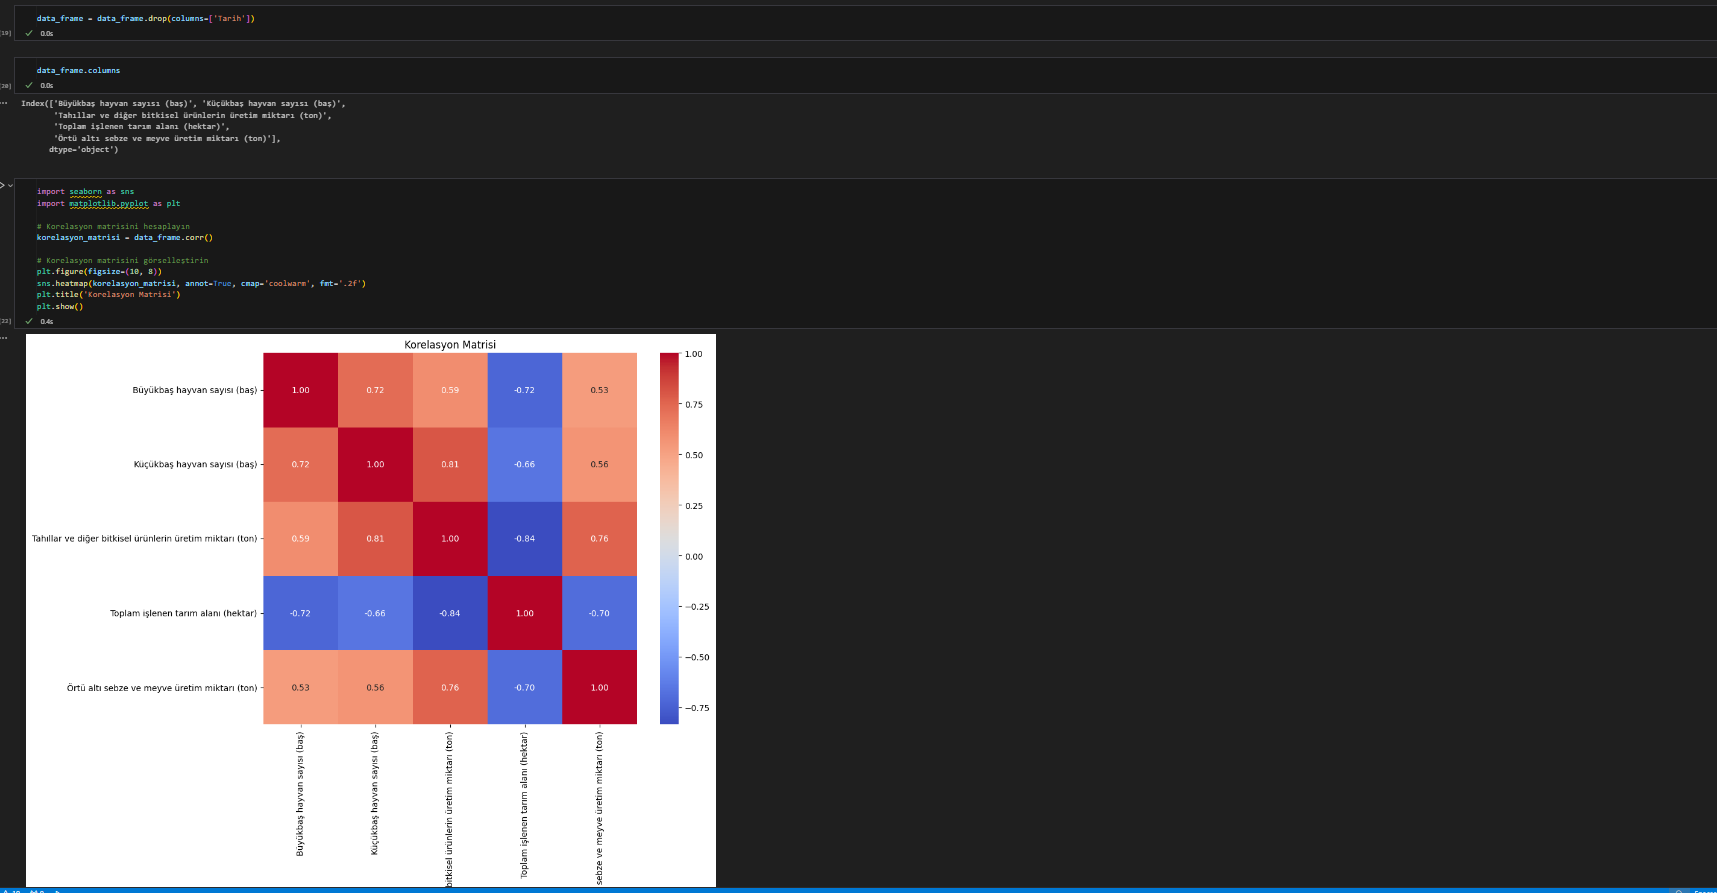 data_frame = data_frame.drop(columns=['Tarih'])
[19]
0.0s
data_frame.columns
[20]
0.0s
Index(['Büyükbaş hayvan sayısı (baş)', 'Küçükbaş hayvan sayısı (baş)',
'Tahıllar ve diğer bitkisel ürünlerin üretim miktarı (ton)',
'Toplam işlenen tarım alanı (hektar)',
'Örtü altı sebze ve meyve üretim miktarı (ton)'],
dtype='object')
import seaborn as sns
import matplotlib.pyplot as plt
# Korelasyon matrisini hesaplayın
korelasyon_matrisi = data_frame.corr()
# Korelasyon matrisini görselleştirin
plt.figure(figsize=(10, 8))
sns.heatmap(korelasyon_matrisi, annot=True, cmap='coolwarm', fmt='.2f')
plt.title('Korelasyon Matrisi')
plt.show()
[22]
0.4s
Korelasyon Matrisi
Büyükbaş hayvan sayısı (baş) 1.00 0.72 0.59 -0.72 0.53
Küçükbaş hayvan sayısı (baş) 0.72 1.00 0.81 -0.66 0.56
Tahıllar ve diğer bitkisel ürünlerin üretim miktarı (ton) 0.59 0.81 1.00 -0.84 0.76
Toplam işlenen tarım alanı (hektar) -0.72 -0.66 -0.84 1.00 -0.70
Örtü altı sebze ve meyve üretim miktarı (ton) 0.53 0.56 0.76 -0.70 1.00
1.00
0.75
0.50
0.25
0.00
−0.25
−0.50
−0.75
Büyükbaş hayvan sayısı (baş)
Küçükbaş hayvan sayısı (baş)
bitkisel ürünlerin üretim miktarı (ton)
Toplam işlenen tarım alanı (hektar)
sebze ve meyve üretim miktarı (ton)